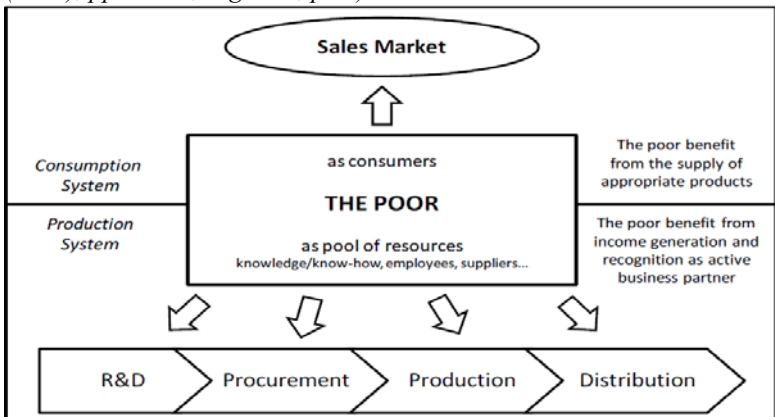 Sales Market
as consumers
THE POOR
as pool of resources
knowledge/know-how, employees, suppliers...
Consumption
System
Production
System
The poor benefit
from the supply of
appropriate products
The poor benefit from
income generation and
recognition as active
business partner
R&D
Procurement
Production
Distribution